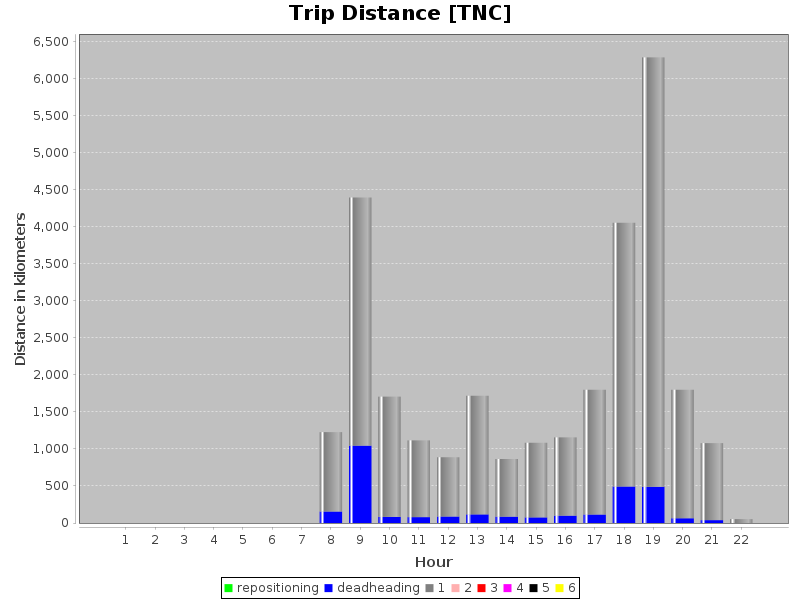 Trip Distance [TNC]
6,500
6,000
5,500
5,000
4,500
4,000
3,500
3,000
2,500
2,000
1,500
1,000
500
0
Distance in kilometers
1 2 3 4 5 6 7 8 9 10 11 12 13 14 15 16 17 18 19 20 21 22
Hour
repositioning deadheading 1 2 3 4 5 6